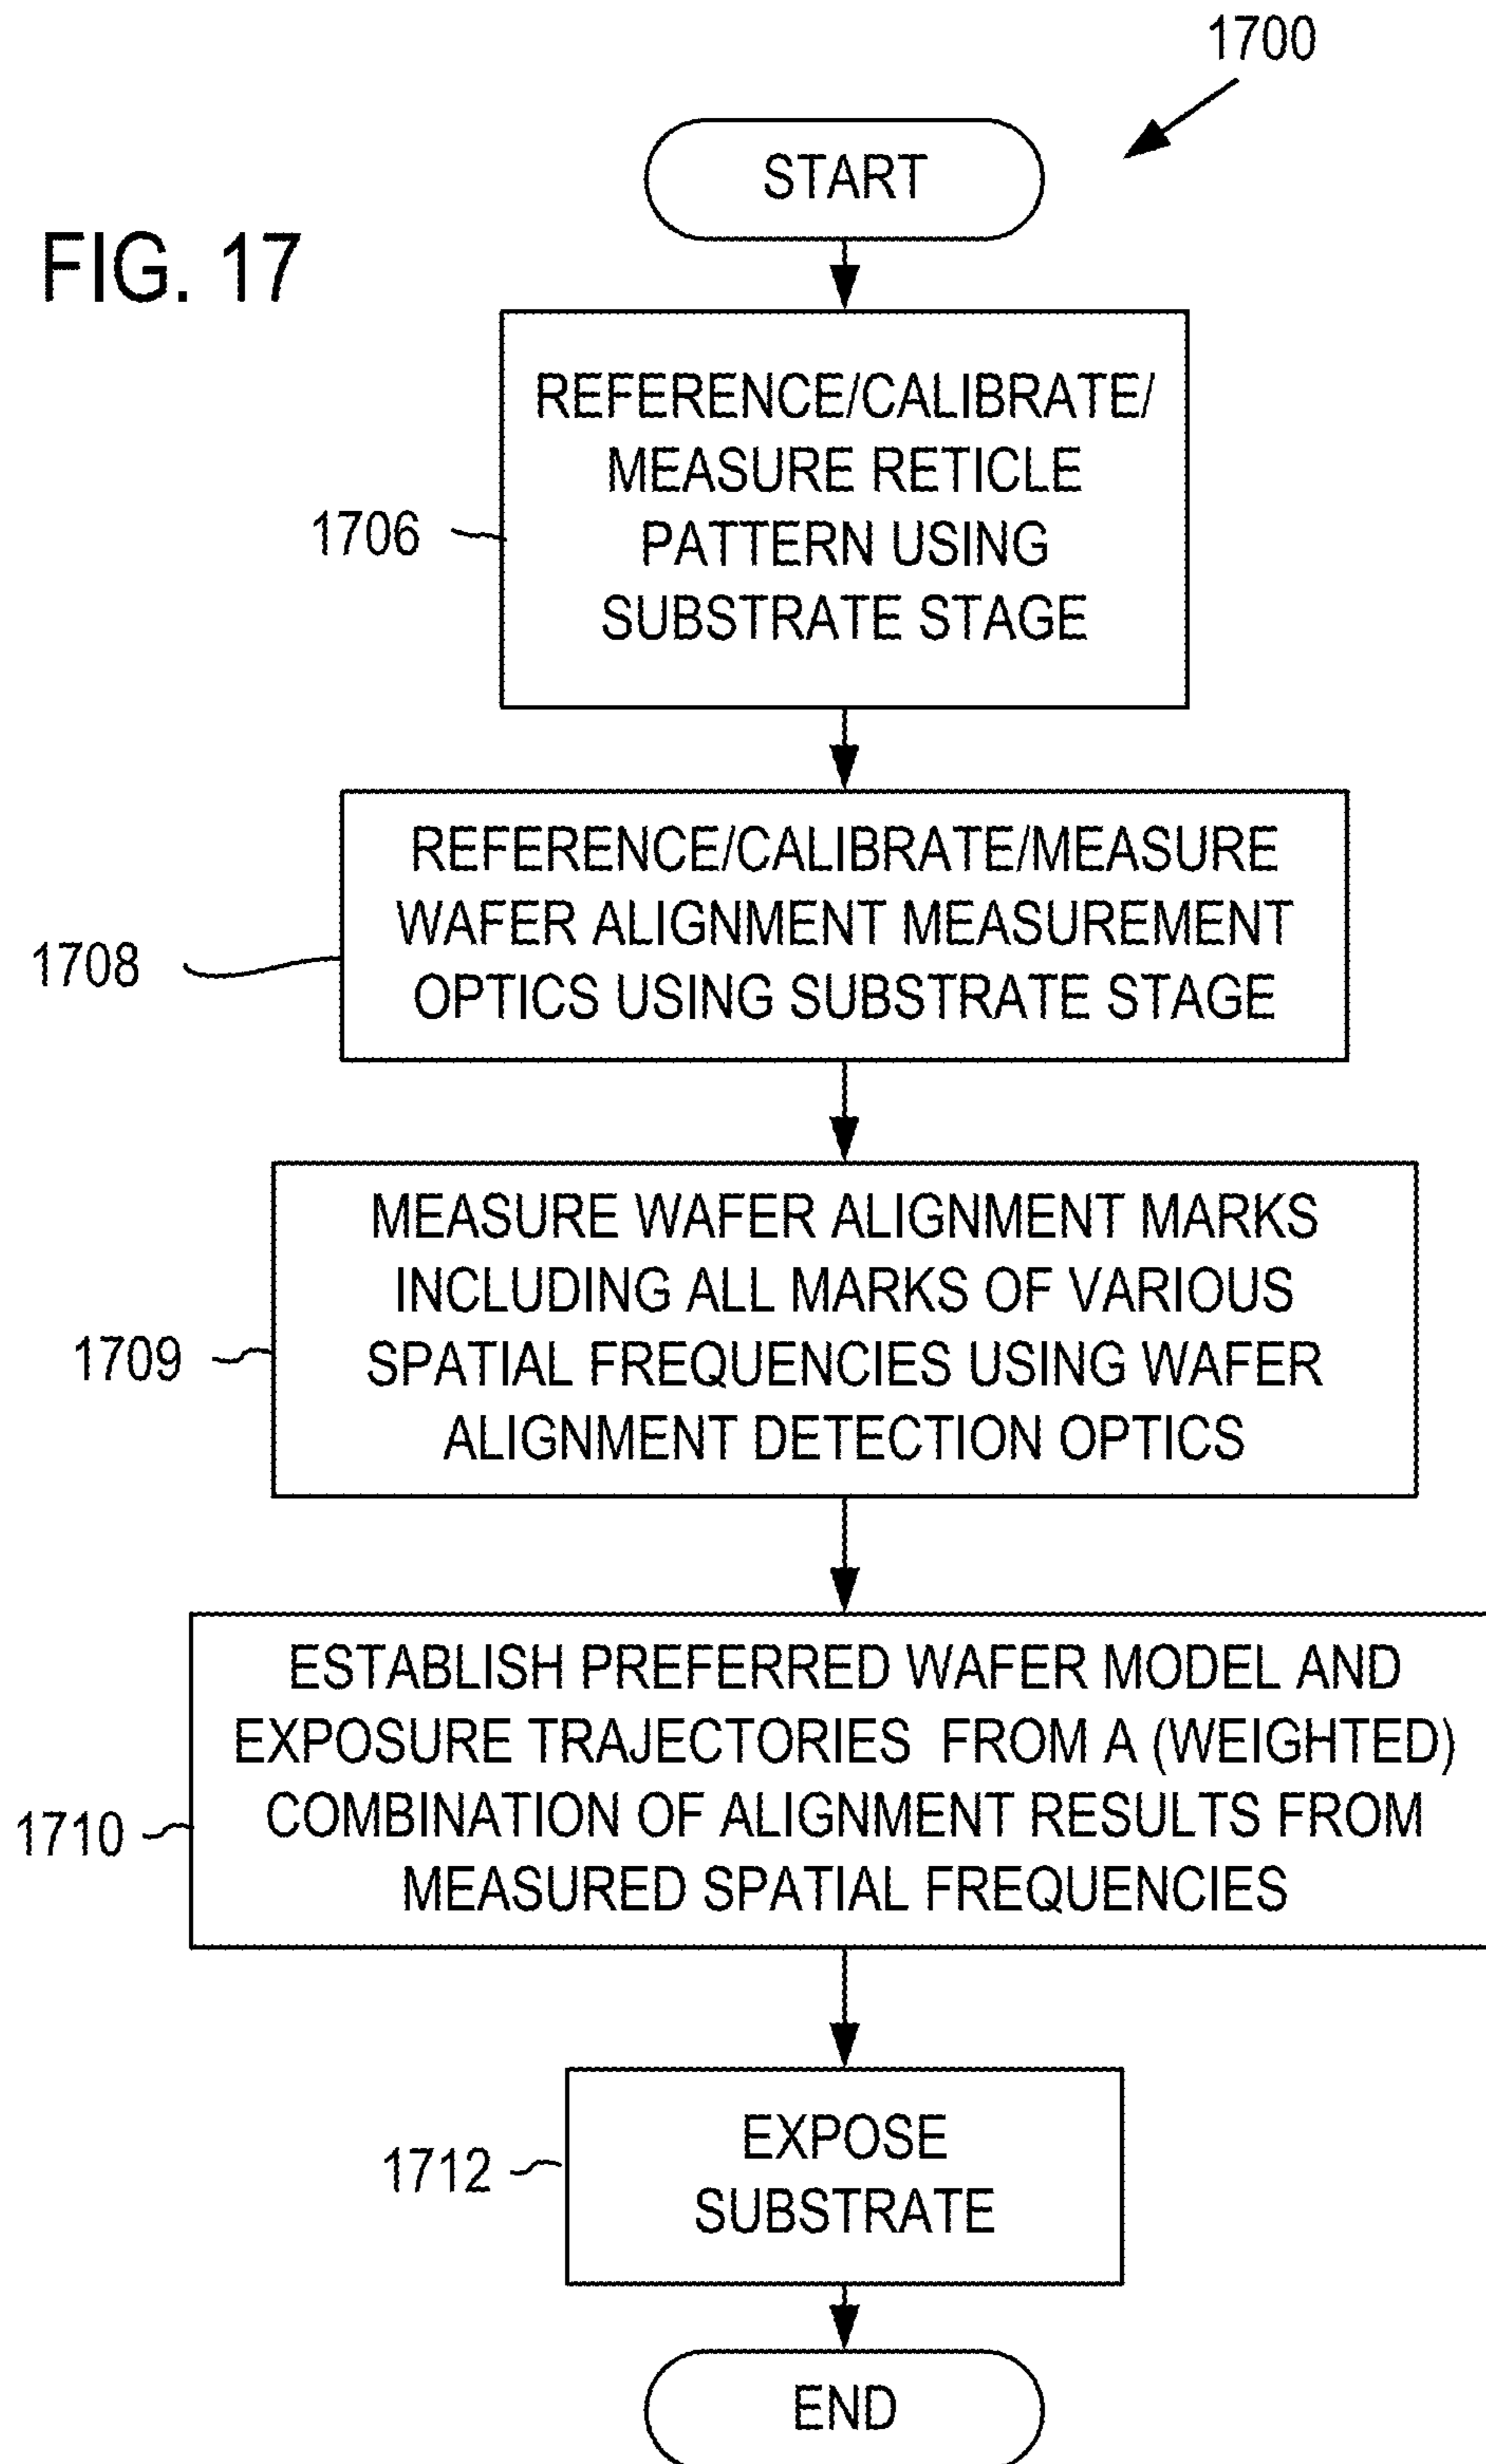 1700
START
FIG. 17
REFERENCE/CALIBRATE/
MEASURE RETICLE
PATTERN USING
SUBSTRATE STAGE
1706
REFERENCE/CALIBRATE/MEASURE
WAFER ALIGNMENT MEASUREMENT
OPTICS USING SUBSTRATE STAGE
1708
MEASURE WAFER ALIGNMENT MARKS
INCLUDING ALL MARKS OF VARIOUS
SPATIAL FREQUENCIES USING WAFER
ALIGNMENT DETECTION OPTICS
1709
ESTABLISH PREFERRED WAFER MODEL AND
EXPOSURE TRAJECTORIES FROM A (WEIGHTED)
COMBINATION OF ALIGNMENT RESULTS FROM
MEASURED SPATIAL FREQUENCIES
1710
EXPOSE
SUBSTRATE
1712
END